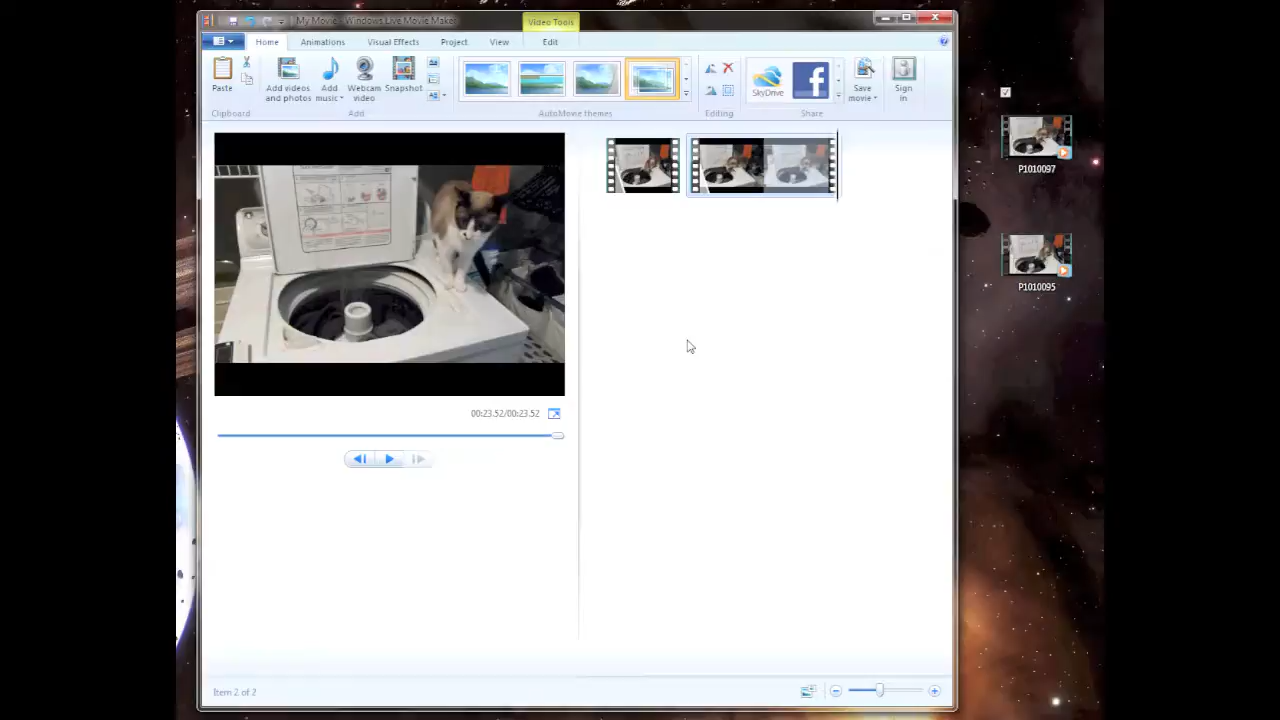 My Movie - Windows Live Movie Maker
Video Tools
Home
Animations
Visual Effects
Project
View
Edit
Paste
Add videos and photos
Add music
Webcam video
Snapshot
SkyDrive
Save movie
Sign in
Clipboard
Add
AutoMovie themes
Editing
Share
P1010097
P1010095
00:23.52/00:23.52
Item 2 of 2